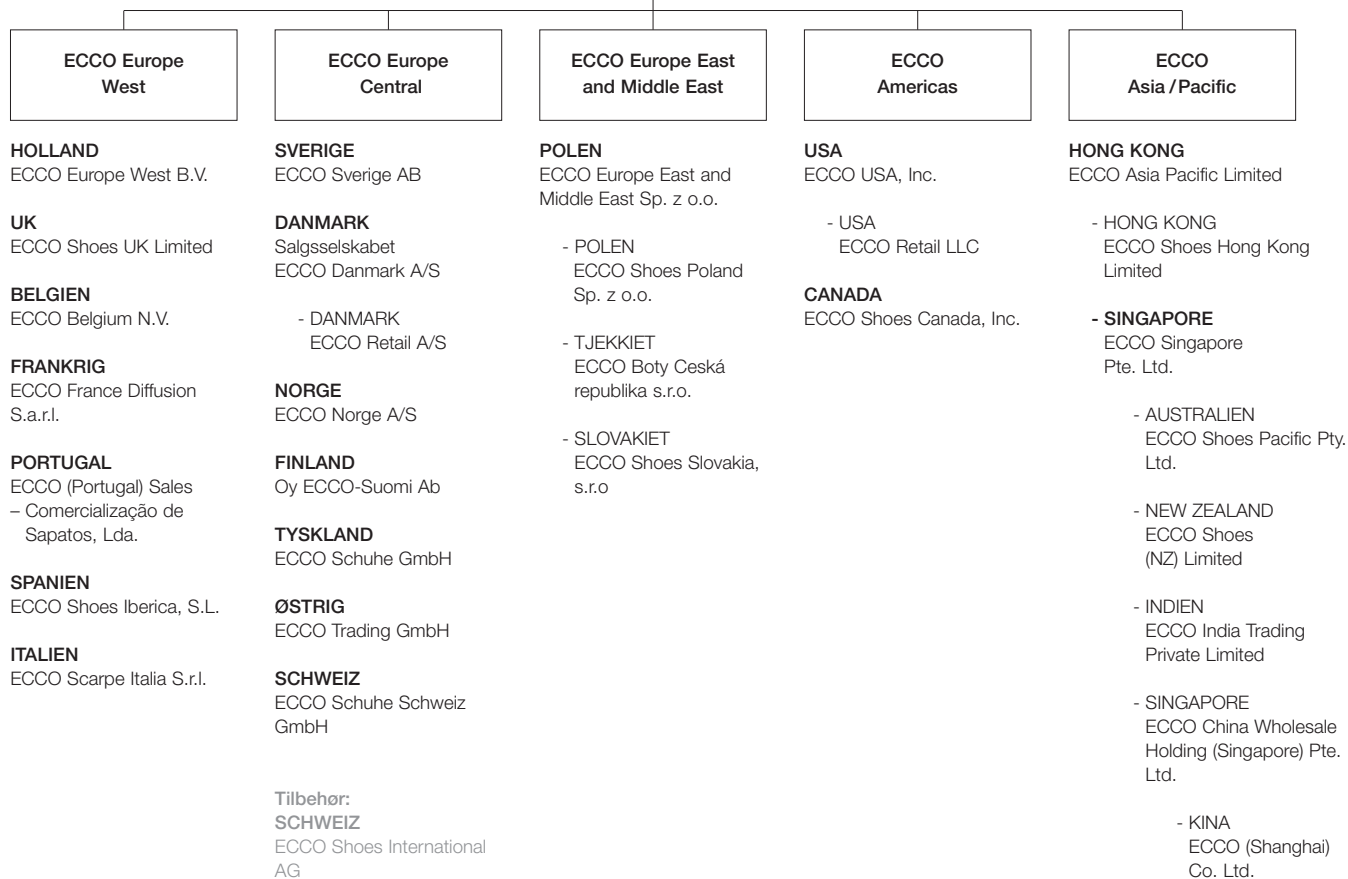 ECCO Europe
West
ECCO Europe
Central
ECCO Europe East
and Middle East
ECCO
Americas
ECCO
Asia / Pacific
HOLLAND
ECCO Europe West B.V.
UK
ECCO Shoes UK Limited
BELGIEN
ECCO Belgium N.V.
FRANKRIG
ECCO France Diffusion
S.a.r.l.
PORTUGAL
ECCO (Portugal) Sales
– Comercialização de
Sapatos, Lda.
SPANIEN
ECCO Shoes Iberica, S.L.
ITALIEN
ECCO Scarpe Italia S.r.l.
SVERIGE
ECCO Sverige AB
DANMARK
Salgsselskabet
ECCO Danmark A/S
- DANMARK
ECCO Retail A/S
NORGE
ECCO Norge A/S
FINLAND
Oy ECCO-Suomi Ab
TYSKLAND
ECCO Schuhe GmbH
ØSTRIG
ECCO Trading GmbH
SCHWEIZ
ECCO Schuhe Schweiz
GmbH
Tilbehør:
SCHWEIZ
ECCO Shoes International
AG
POLEN
ECCO Europe East and
Middle East Sp. z o.o.
- POLEN
ECCO Shoes Poland
Sp. z o.o.
- TJEKKIET
ECCO Boty Ceská
republika s.r.o.
- SLOVAKIET
ECCO Shoes Slovakia,
s.r.o
USA
ECCO USA, Inc.
- USA
ECCO Retail LLC
CANADA
ECCO Shoes Canada, Inc.
HONG KONG
ECCO Asia Pacific Limited
- HONG KONG
ECCO Shoes Hong Kong
Limited
- SINGAPORE
ECCO Singapore
Pte. Ltd.
- AUSTRALIEN
ECCO Shoes Pacific Pty.
Ltd.
- NEW ZEALAND
ECCO Shoes
(NZ) Limited
- INDIEN
ECCO India Trading
Private Limited
- SINGAPORE
ECCO China Wholesale
Holding (Singapore) Pte.
Ltd.
- KINA
ECCO (Shanghai)
Co. Ltd.